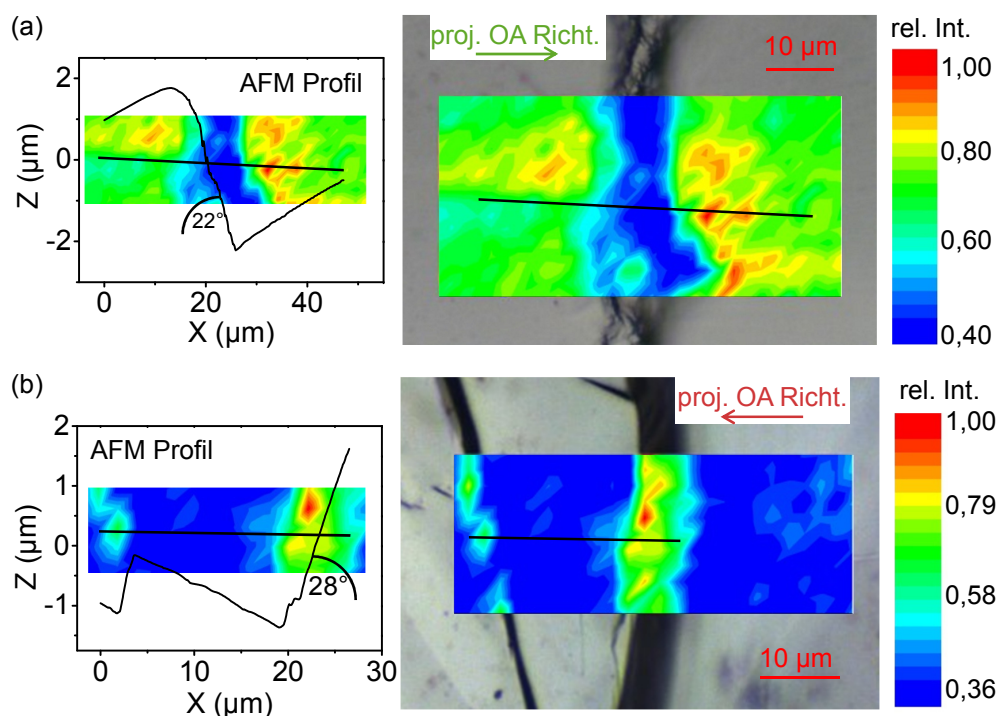 (a)
AFM Profil
Z (µm)
2
0
-2
22°
0
20
40
X (µm)
proj. OA Richt.
10 µm
rel. Int.
1,00
0,80
0,60
0,40
(b)
AFM Profil
Z (µm)
2
1
0
-1
28°
0
10
20
30
X (µm)
proj. OA Richt.
10 µm
rel. Int.
1,00
0,79
0,58
0,36